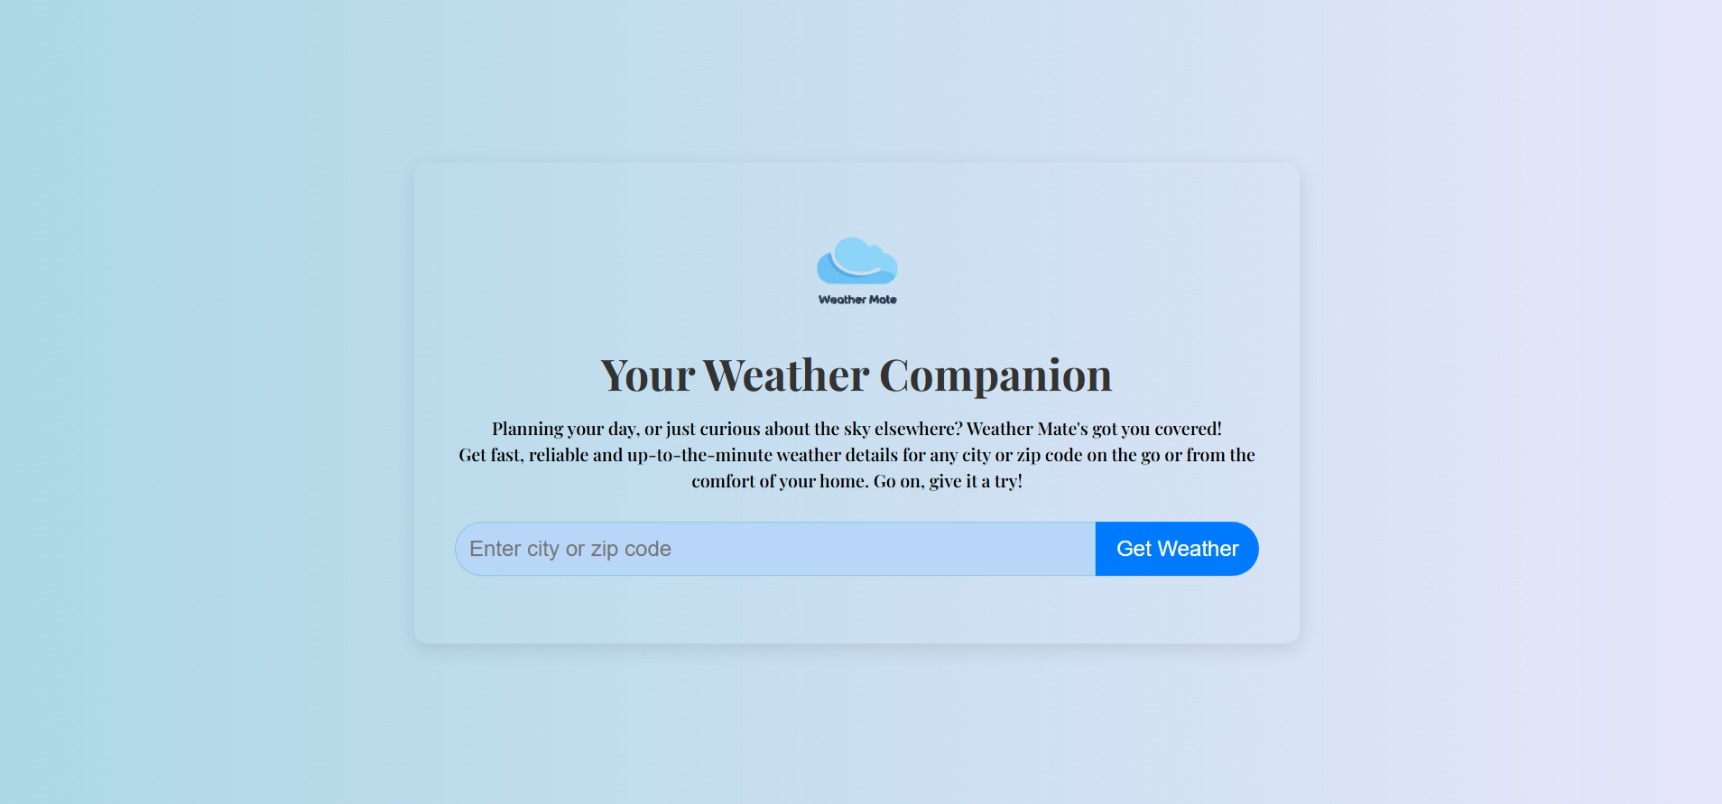 Weather Mate
Your Weather Companion
Planning your day, or just curious about the sky elsewhere? Weather Mate's got you covered!
Get fast, reliable and up-to-the-minute weather details for any city or zip code on the go or from the
comfort of your home. Go on, give it a try!
Enter city or zip code
Get Weather